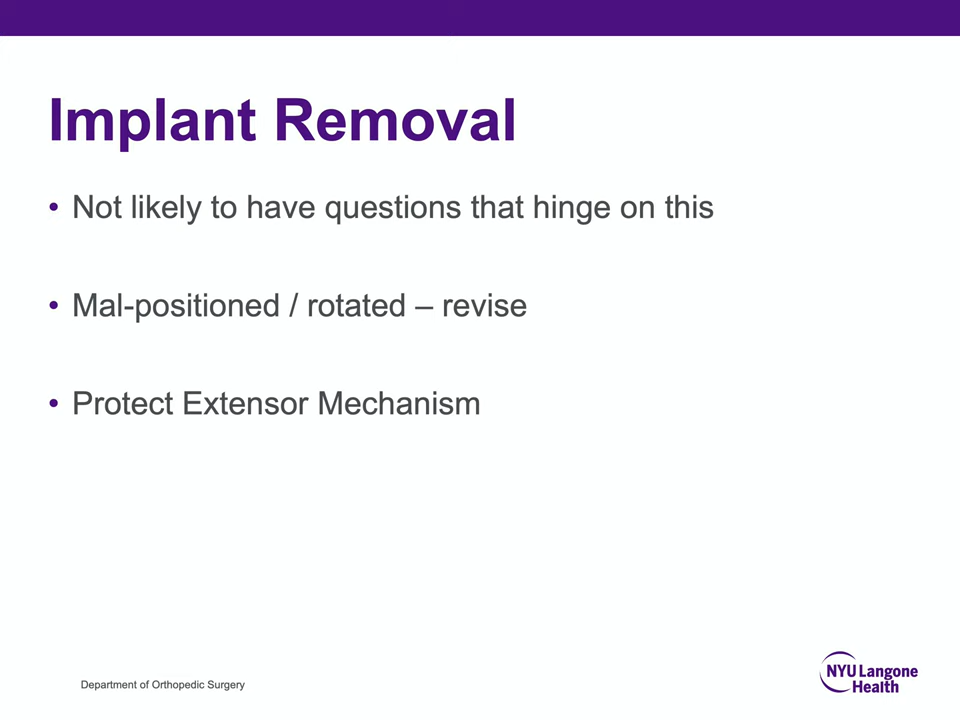 Implant Removal
• Not likely to have questions that hinge on this
• Mal-positioned / rotated – revise
• Protect Extensor Mechanism
Department of Orthopedic Surgery
NYU Langone
Health